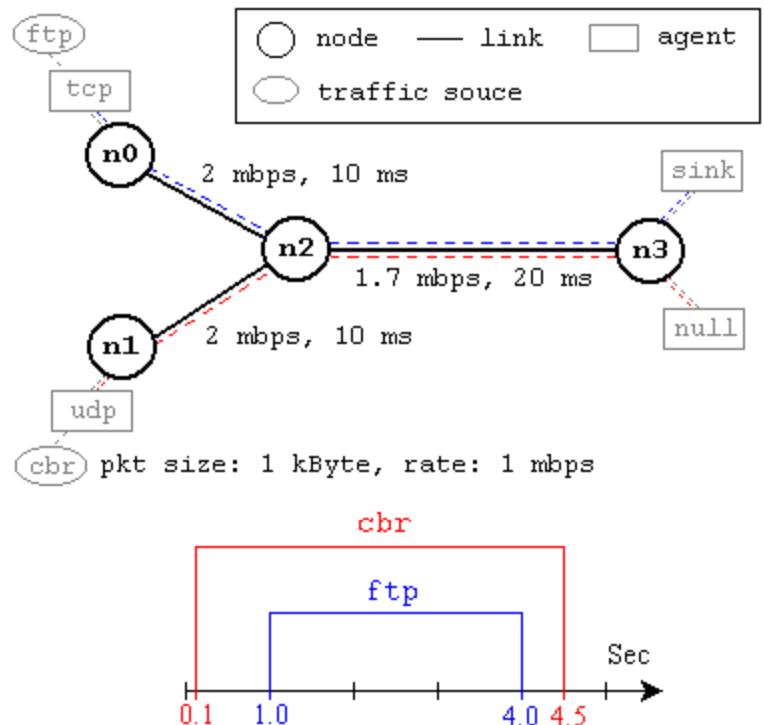 ftp
node
link
agent
tcp
traffic souce
n0
2 mbps, 10 ms
sink
n2
n3
1.7 mbps, 20 ms
n1
2 mbps, 10 ms
null
udp
cbr
pkt size: 1 kByte, rate: 1 mbps
cbr
ftp
Sec
0.1
1.0
4.0
4.5